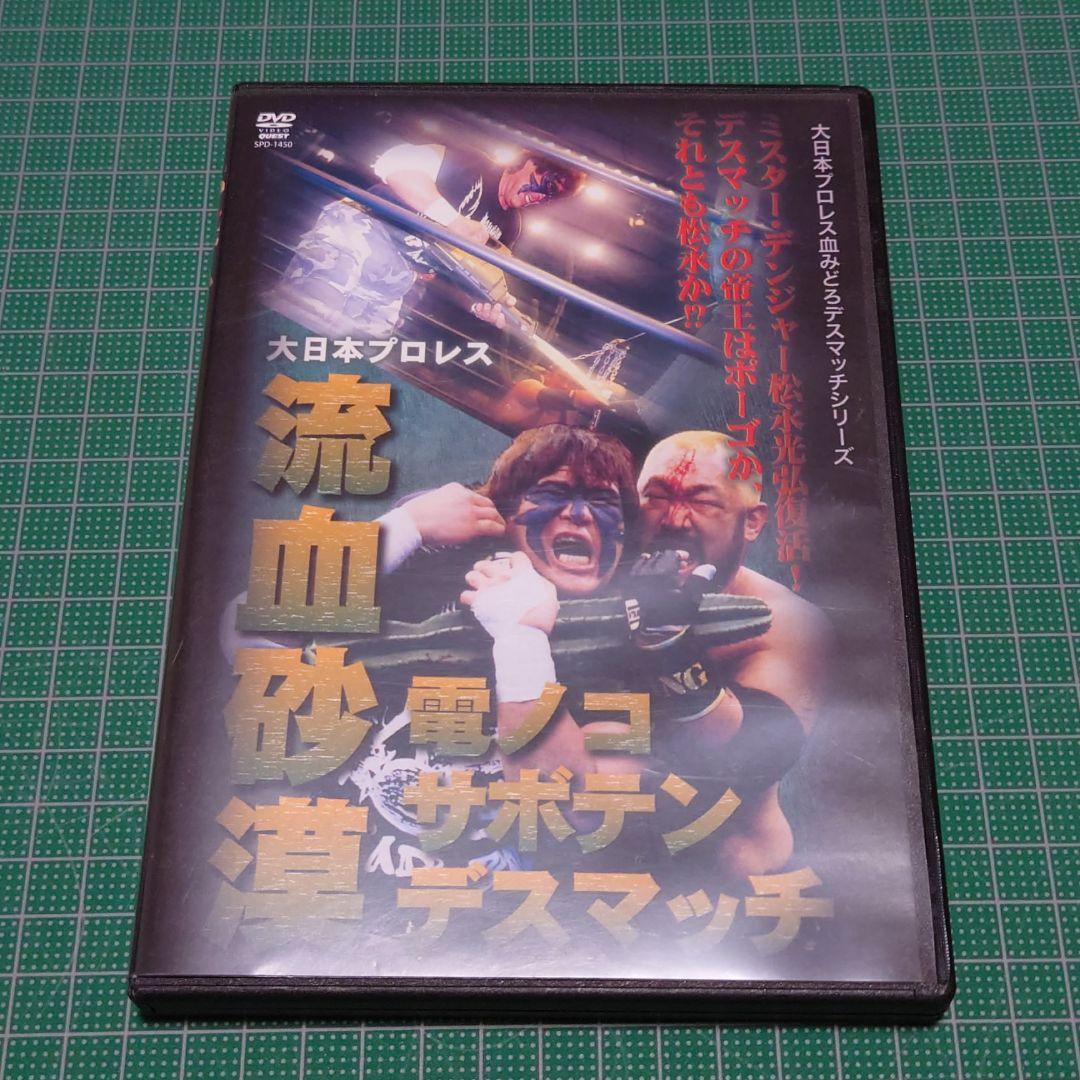 DVD
VIDEO
QUEST
SPD-1450
大日本プロレス血みどろデスマッチシリーズ
ミスター・デンジャー松永光弘復活!
デスマッチの帝王はポーゴか、
それとも松永か!?
大日本プロレス
流血砂漠
電ノコ
サボテン
デスマッチ